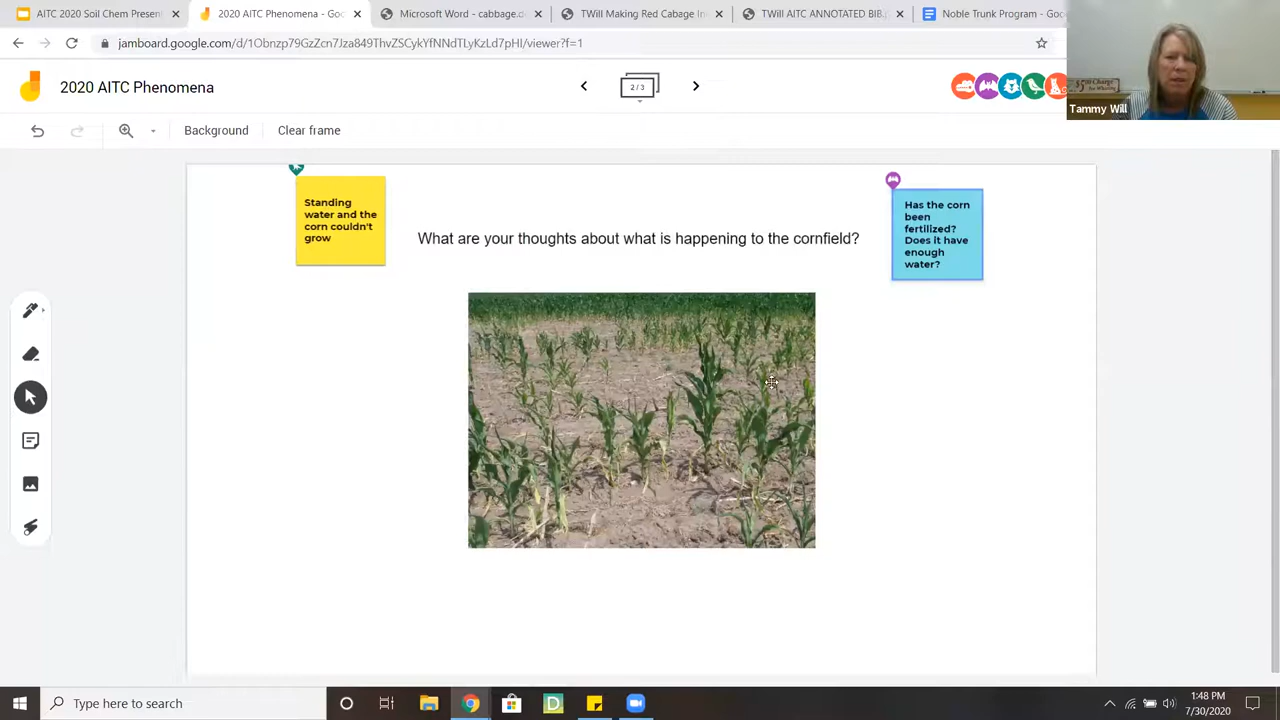 2020 AITC Soil Chem Present
2020 AITC Phenomena - Goo
Microsoft Word - cabbage.d
TWill Making Red Cabage In
TWill AITC ANNOTATED BIB.
Noble Trunk Program - Goo
jamboard.google.com/d/1Obnzp79GzZcn7Jza849ThvZSCykYfNNdTLyKzLd7pHI/viewer?f=1
2020 AITC Phenomena
2/3
Tammy Will
Background
Clear frame
Standing
water and the
corn couldn't
grow
What are your thoughts about what is happening to the cornfield?
Has the corn
been
fertilized?
Does it have
enough
water?
Type here to search
1:48 PM
7/30/2020